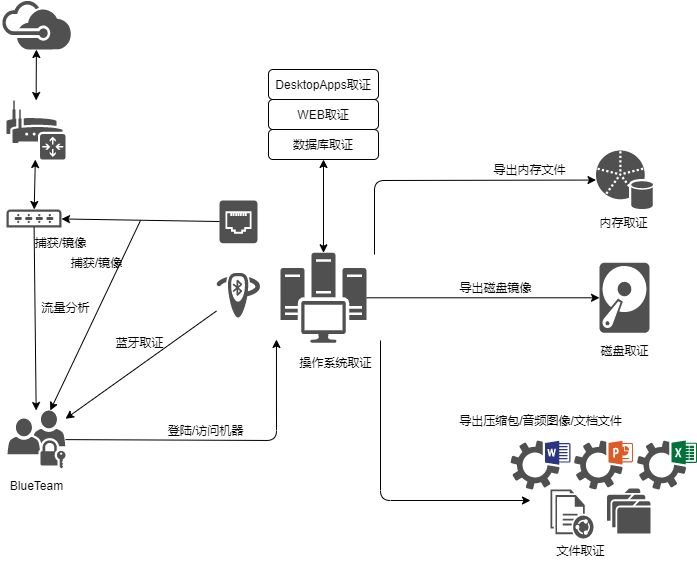 DesktopApps取证
WEB取证
数据库取证
导出内存文件
内存取证
捕获/镜像
捕获/镜像
流量分析
导出磁盘镜像
蓝牙取证
操作系统取证
磁盘取证
登陆/访问机器
导出压缩包/音频图像/文档文件
W
P
X
BlueTeam
文件取证